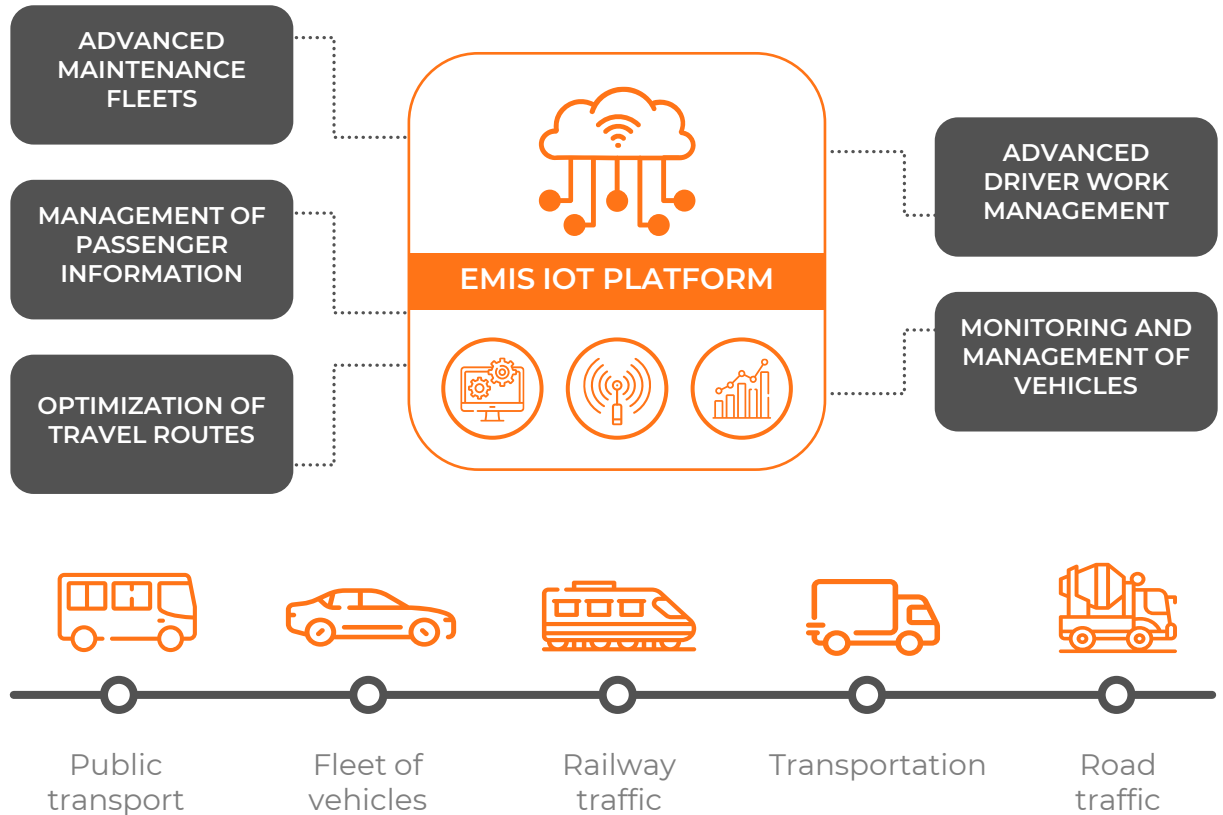 ADVANCED
MAINTENANCE
FLEETS
MANAGEMENT OF
PASSENGER
INFORMATION
OPTIMIZATION OF
TRAVEL ROUTES
EMIS IOT PLATFORM
ADVANCED
DRIVER WORK
MANAGEMENT
MONITORING AND
MANAGEMENT OF
VEHICLES
Public
transport
Fleet of
vehicles
Railway
traffic
Transportation
Road
traffic